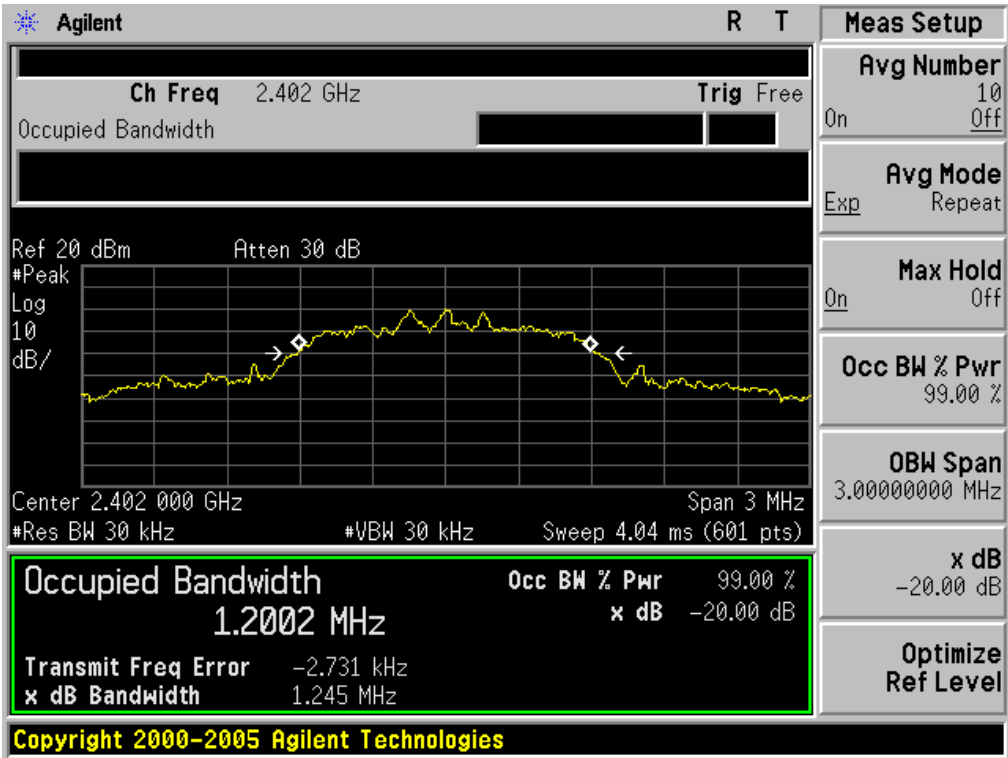 Agilent R T
Ch Freq 2.402 GHz Trig Free
Occupied Bandwidth
Ref 20 dBm Atten 30 dB
#Peak
Log
10
dB/
Center 2.402 000 GHz Span 3 MHz
#Res BW 30 kHz #VBW 30 kHz Sweep 4.04 ms (601 pts)
Occupied Bandwidth Occ BW % Pwr 99.00 %
1.2002 MHz x dB -20.00 dB
Transmit Freq Error -2.731 kHz
x dB Bandwidth 1.245 MHz
Copyright 2000-2005 Agilent Technologies
Meas Setup
Avg Number
10
On Off
Avg Mode
Exp Repeat
Max Hold
On Off
Occ BW % Pwr
99.00 %
OBW Span
3.00000000 MHz
x dB
-20.00 dB
Optimize
Ref Level